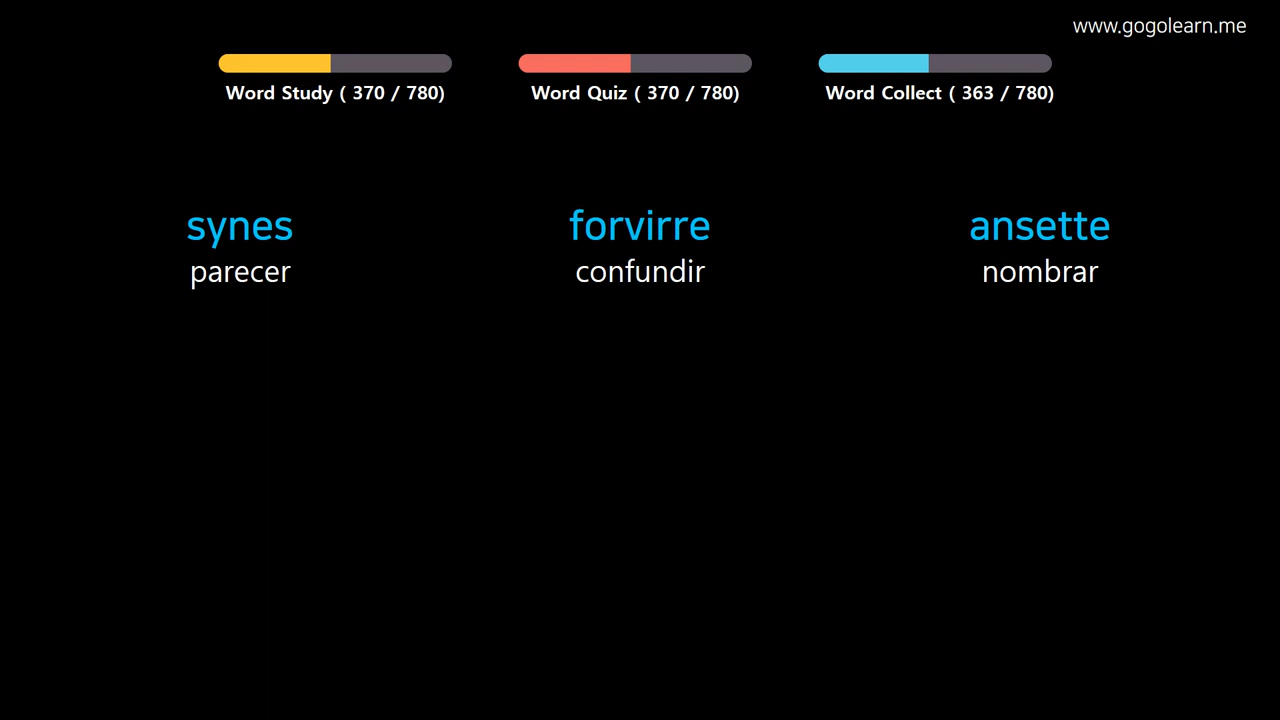 www.gogolearn.me
Word Study ( 370 / 780)
Word Quiz ( 370 / 780)
Word Collect ( 363 / 780)
synes
parecer
forvirre
confundir
ansette
nombrar